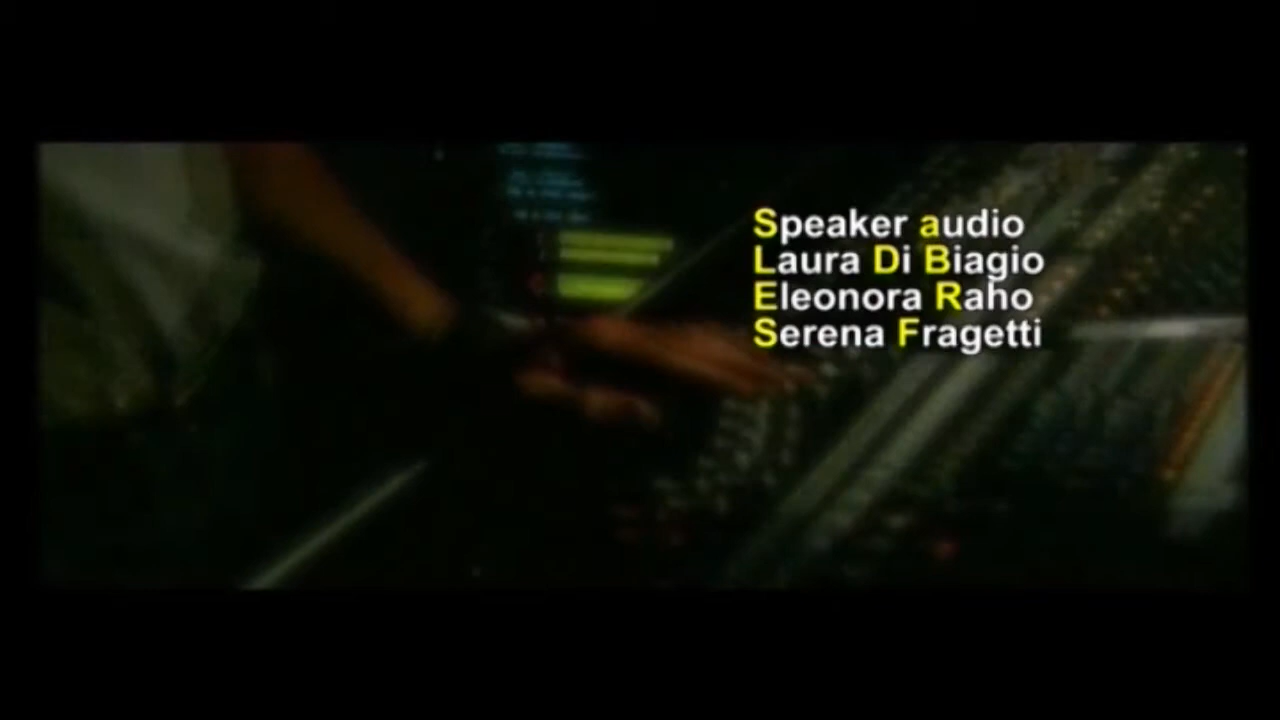 Speaker audio
Laura Di Biagio
Eleonora Raho
Serena Fragetti